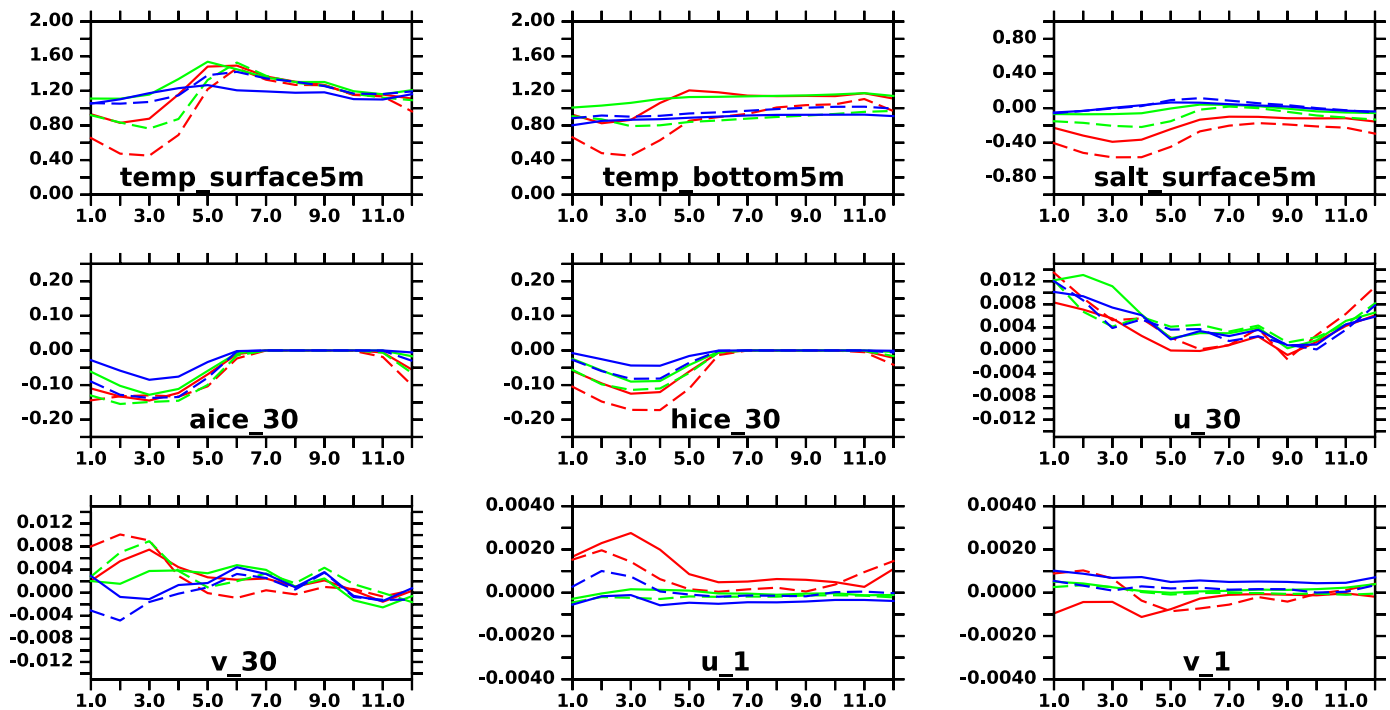 2.00 2.00
1.60 1.60 0.80
1.20 1.20 0.40
0.80 0.80 0.00
0.40 0.40 -0.40
0.00 0.00 -0.80
temp_surface5m temp_bottom5m salt_surface5m
1.0 3.0 5.0 7.0 9.0 11.0 1.0 3.0 5.0 7.0 9.0 11.0 1.0 3.0 5.0 7.0 9.0 11.0
0.20 0.20 0.012
0.10 0.10 0.008
0.00 0.00 0.004
-0.10 -0.10 0.000
-0.20 -0.20 -0.004
-0.008
-0.012
aice_30 hice_30 u_30
1.0 3.0 5.0 7.0 9.0 11.0 1.0 3.0 5.0 7.0 9.0 11.0 1.0 3.0 5.0 7.0 9.0 11.0
0.012 0.0040 0.0040
0.008 0.0020 0.0020
0.004 0.0000 0.0000
0.000 -0.0020 -0.0020
-0.004 -0.0040 -0.0040
-0.008
-0.012
v_30 u_1 v_1
1.0 3.0 5.0 7.0 9.0 11.0 1.0 3.0 5.0 7.0 9.0 11.0 1.0 3.0 5.0 7.0 9.0 11.0